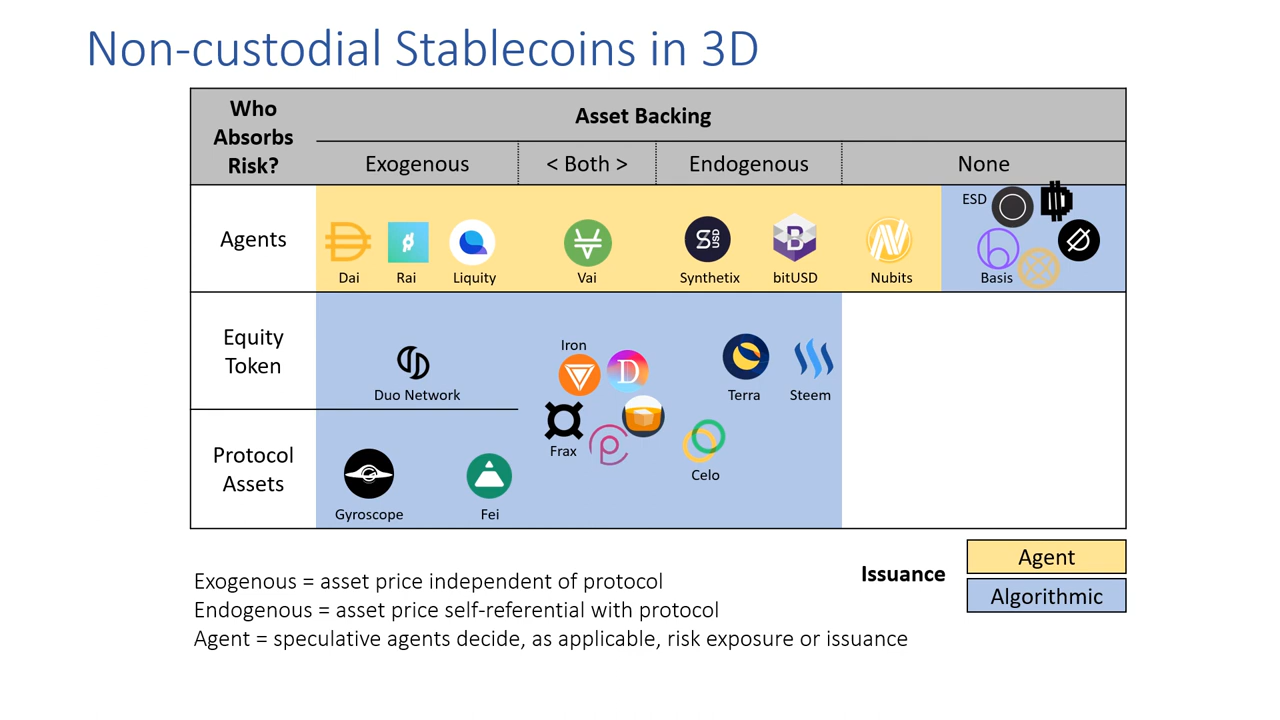 Non-custodial Stablecoins in 3D
Who
Absorbs
Risk?
Asset Backing
Exogenous
< Both >
Endogenous
None
Agents
Dai
Rai
Liquity
Vai
S USD
Synthetix
B
bitUSD
Nubits
ESD
b
Basis
Equity
Token
Duo Network
Iron
D
Terra
Steem
Protocol
Assets
Gyroscope
Fei
Frax
Celo
Exogenous = asset price independent of protocol
Endogenous = asset price self-referential with protocol
Agent = speculative agents decide, as applicable, risk exposure or issuance
Issuance
Agent
Algorithmic